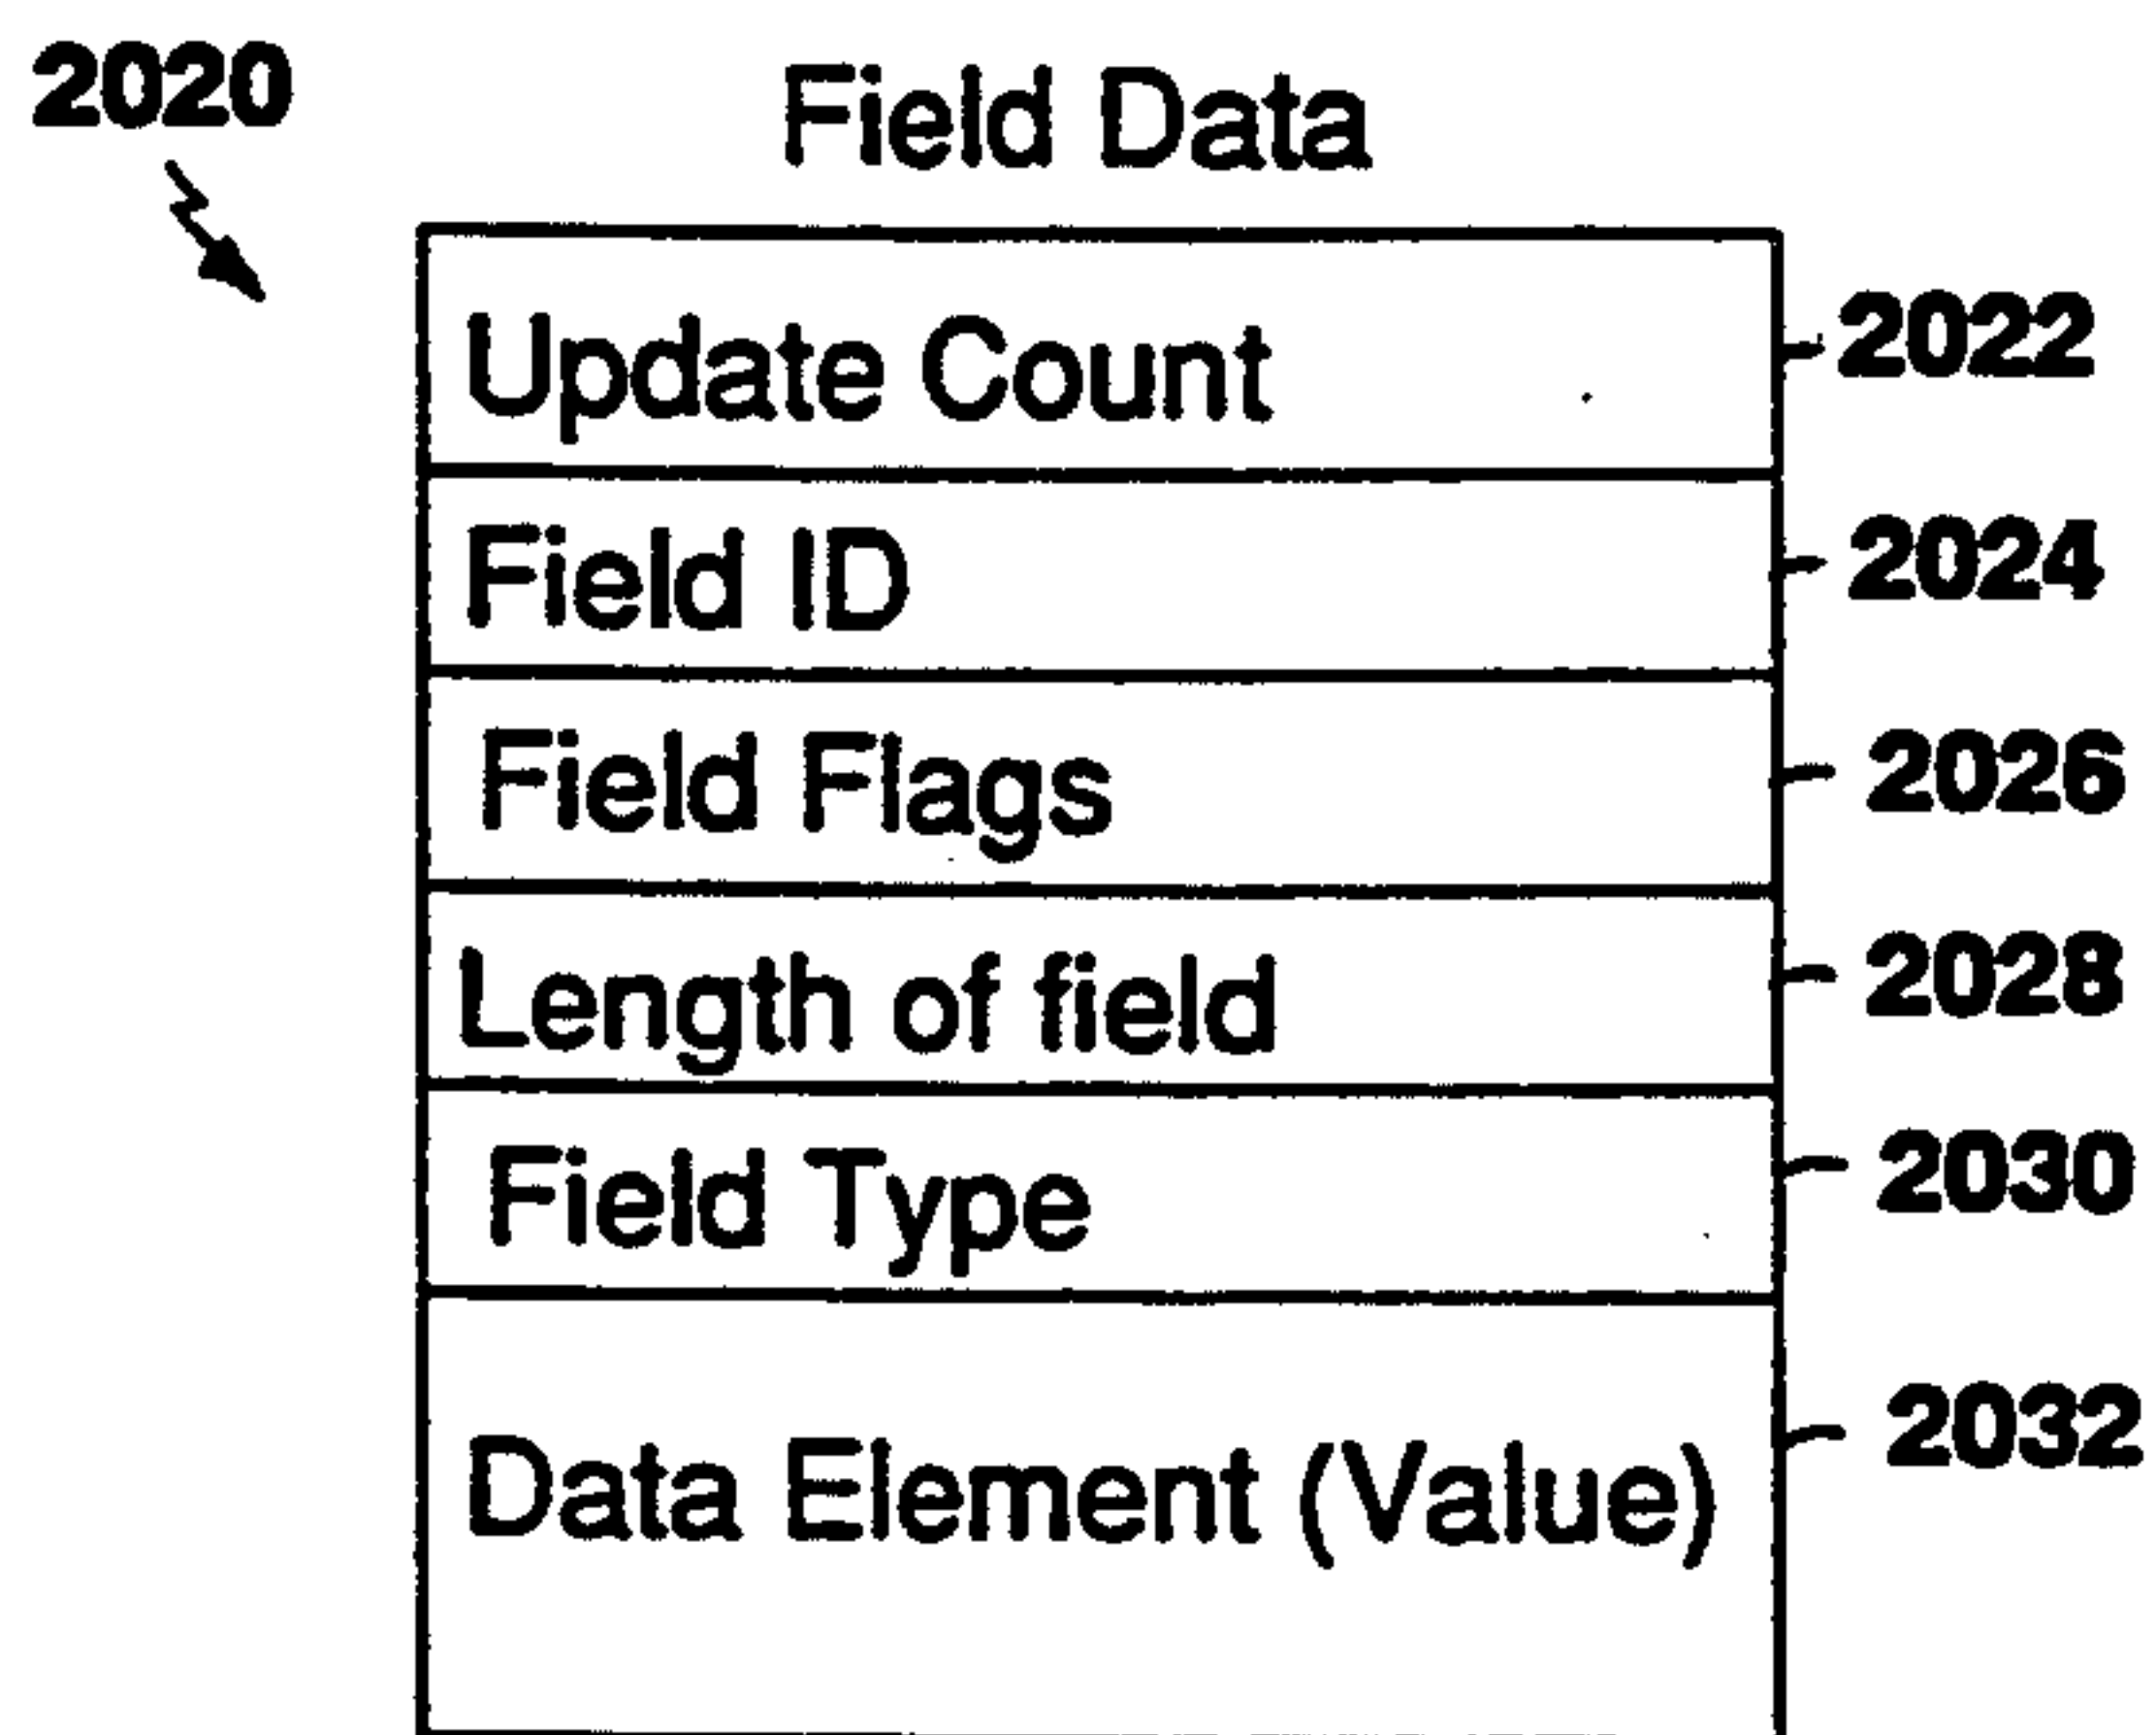 2020
Field Data
Update Count 2022
Field ID 2024
Field Flags 2026
Length of field 2028
Field Type 2030
Data Element (Value) 2032